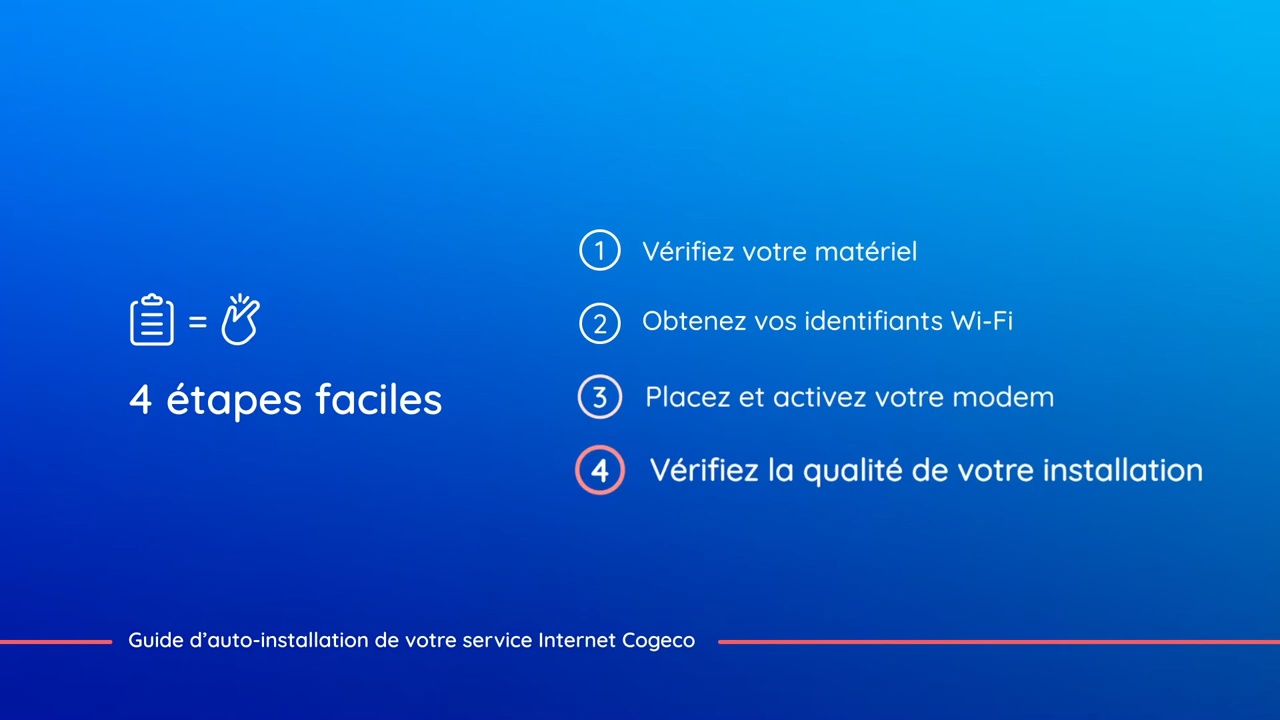 4 étapes faciles
1 Vérifiez votre matériel
2 Obtenez vos identifiants Wi-Fi
3 Placez et activez votre modem
4 Vérifiez la qualité de votre installation
Guide d’auto-installation de votre service Internet Cogeco